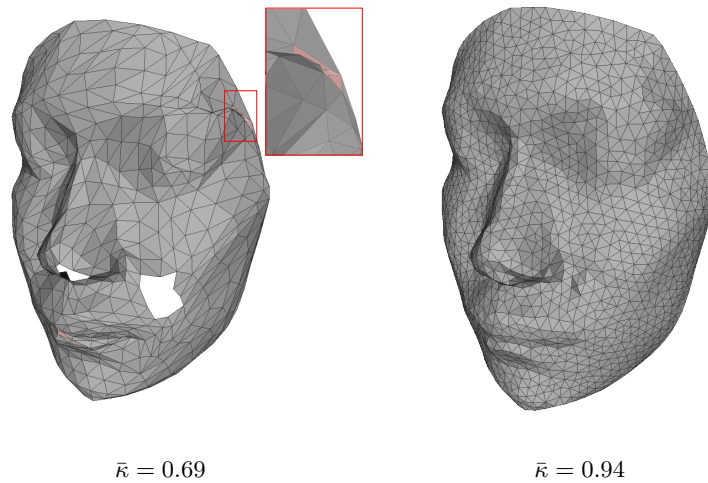 κ̄ = 0.69
κ̄ = 0.94